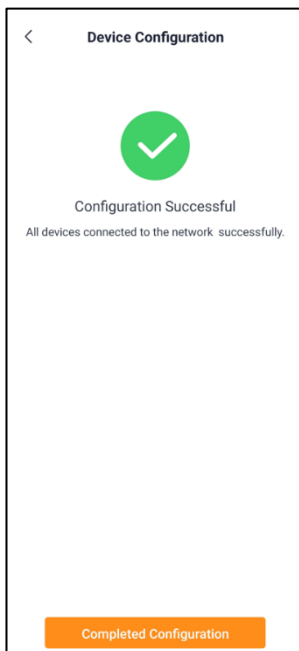 Device Configuration
Configuration Successful
All devices connected to the network successfully.
Completed Configuration